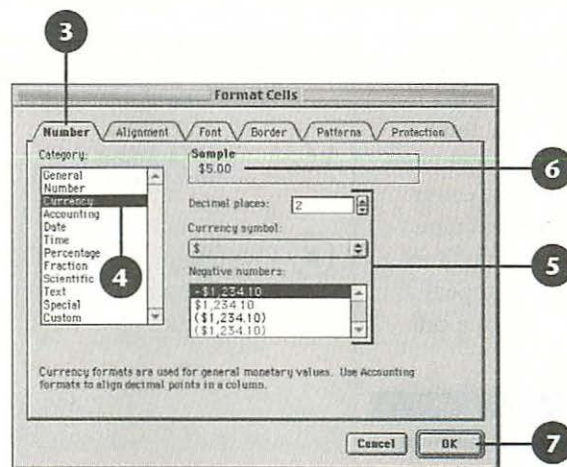 3
Format Cells
Number Alignment Font Border Patterns Protection
Category:
General
Number
Currency
Accounting
Date
Time
Percentage
Fraction
Scientific
Text
Special
Custom
4
Sample
$5.00
6
Decimal places: 2
Currency symbol:
$
5
Negative numbers:
-$1,234.10
$1,234.10
($1,234.10)
($1,234.10)
Currency formats are used for general monetary values. Use Accounting
formats to align decimal points in a column.
Cancel OK
7